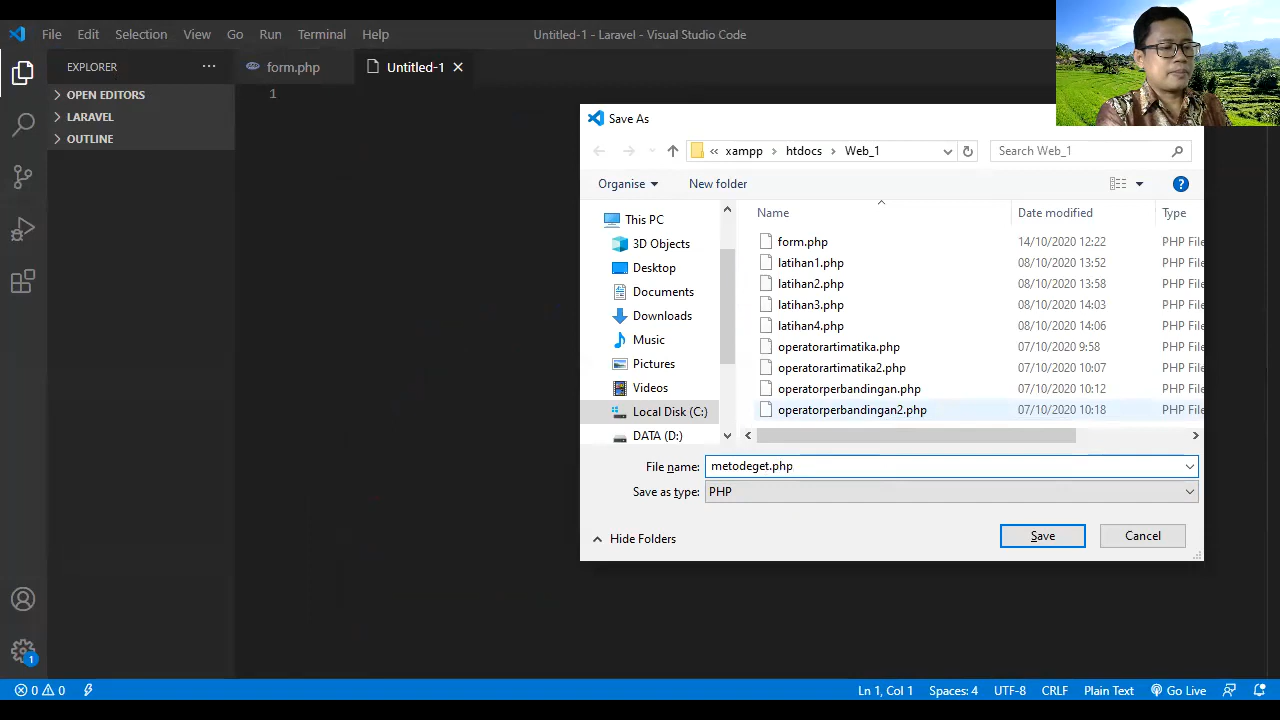 File Edit Selection View Go Run Terminal Help
Untitled-1 - Laravel - Visual Studio Code
EXPLORER
OPEN EDITORS
LARAVEL
OUTLINE
form.php
Untitled-1
1
Save As
« xampp > htdocs > Web_1
Search Web_1
Organise
New folder
This PC
3D Objects
Desktop
Documents
Downloads
Music
Pictures
Videos
Local Disk (C:)
DATA (D:)
Name Date modified Type
form.php 14/10/2020 12:22 PHP File
latihan1.php 08/10/2020 13:52 PHP File
latihan2.php 08/10/2020 13:58 PHP File
latihan3.php 08/10/2020 14:03 PHP File
latihan4.php 08/10/2020 14:06 PHP File
operatorartimatika.php 07/10/2020 9:58 PHP File
operatorartimatika2.php 07/10/2020 10:07 PHP File
operatorperbandingan.php 07/10/2020 10:12 PHP File
operatorperbandingan2.php 07/10/2020 10:18 PHP File
File name: metodeget.php
Save as type: PHP
Hide Folders
Save
Cancel
1
0 0
Ln 1, Col 1 Spaces: 4 UTF-8 CRLF Plain Text Go Live